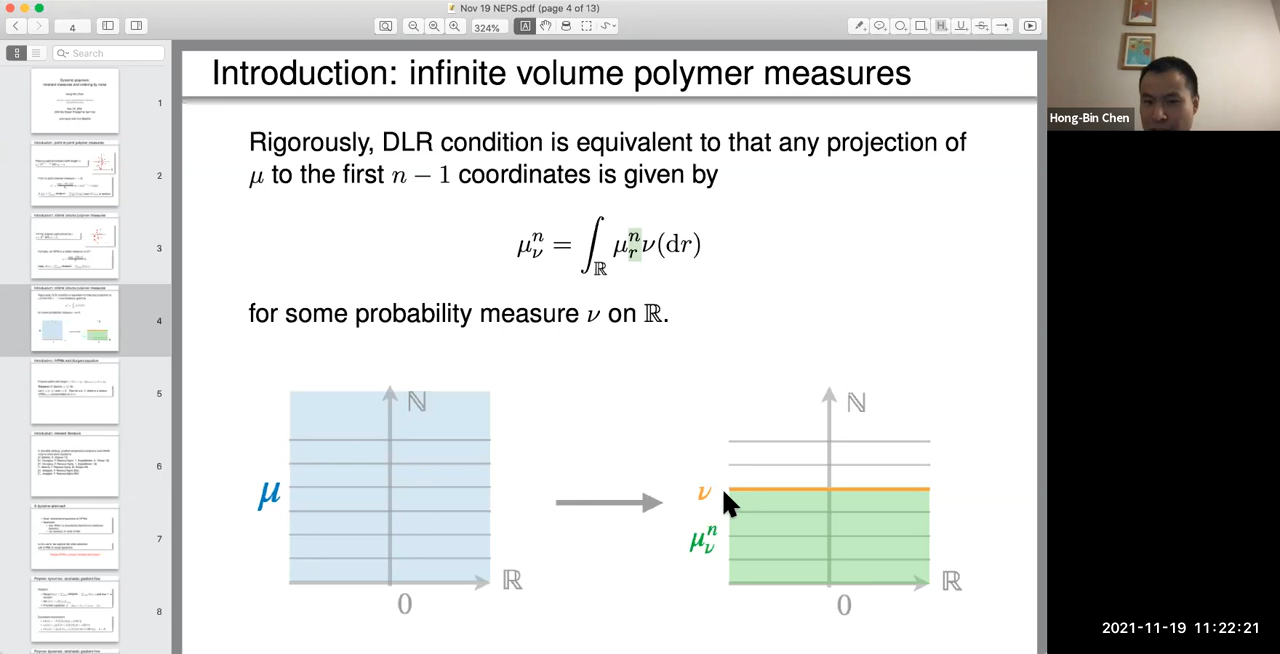 Nov 19 NEPS.pdf (page 4 of 13)
4
324%
Search
Introduction: infinite volume polymer measures
Rigorously, DLR condition is equivalent to that any projection of
μ to the first n − 1 coordinates is given by
μ^n_ν = ∫_ℝ μ^n_r ν(dr)
for some probability measure ν on ℝ.
ℕ
μ
ℝ
0
ℕ
ν
μ^n_ν
ℝ
0
2
3
4
5
6
7
8
Hong-Bin Chen
2021-11-19 11:22:21